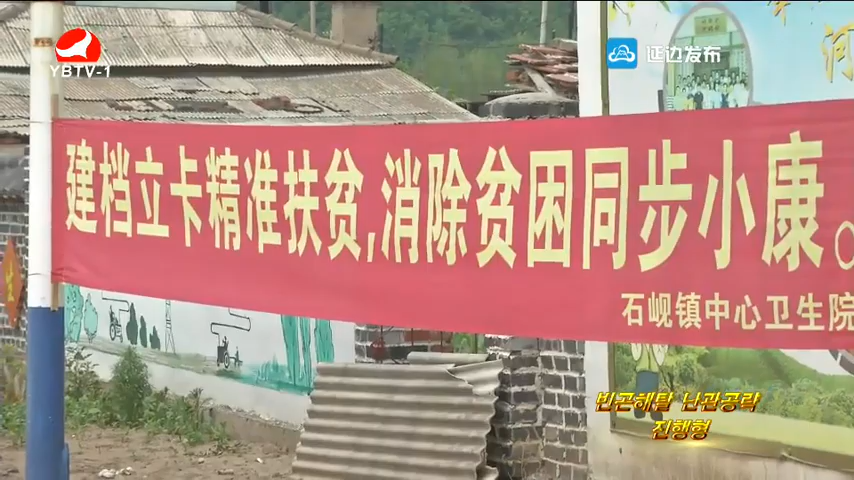 YBTV-1
延边发布
河
建档立卡精准扶贫,消除贫困同步小康。
石岘镇中心卫生院
빈곤해탈 난관공략
진행형